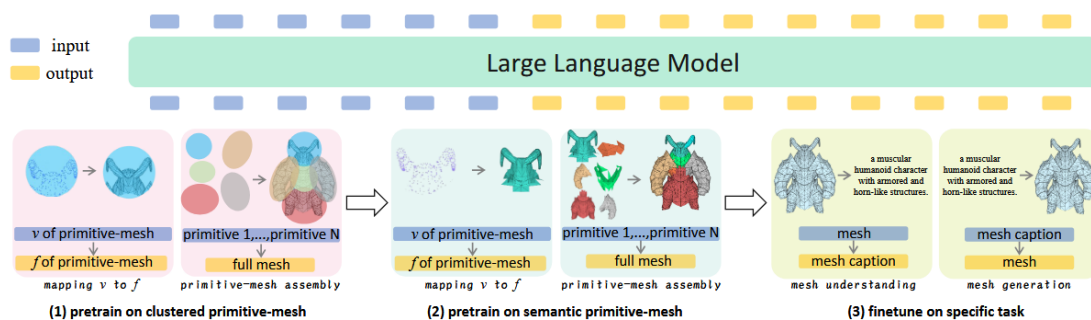 input
output
Large Language Model
v of primitive-mesh
f of primitive-mesh
mapping v to f
primitive 1,...,primitive N
full mesh
primitive-mesh assembly
(1) pretrain on clustered primitive-mesh
v of primitive-mesh
f of primitive-mesh
mapping v to f
primitive 1,...,primitive N
full mesh
primitive-mesh assembly
(2) pretrain on semantic primitive-mesh
a muscular
humanoid character
with armored and
horn-like structures.
mesh
mesh caption
mesh understanding
a muscular
humanoid character
with armored and
horn-like structures.
mesh caption
mesh
mesh generation
(3) finetune on specific task